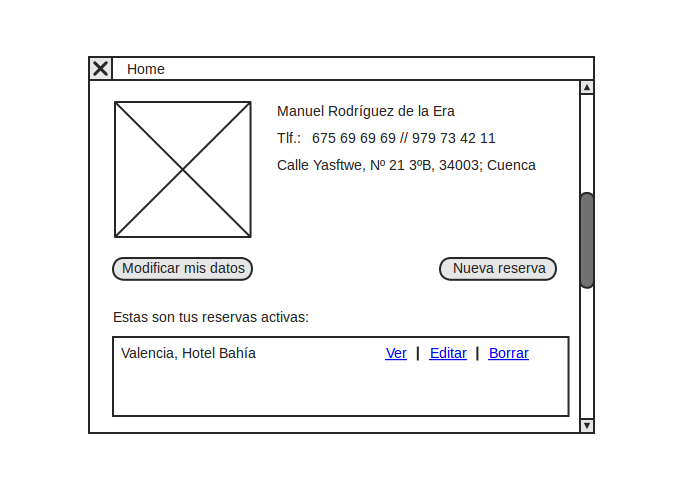 Home
Manuel Rodríguez de la Era
Tlf.: 675 69 69 69 // 979 73 42 11
Calle Yasftwe, Nº 21 3ºB, 34003; Cuenca
Modificar mis datos
Nueva reserva
Estas son tus reservas activas:
Valencia, Hotel Bahía Ver | Editar | Borrar